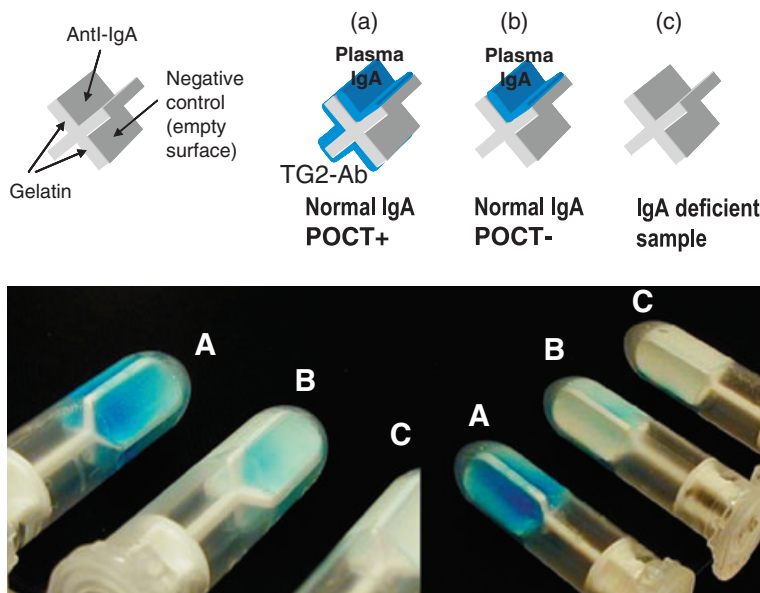 AntI-IgA
Negative
control
(empty
surface)
Gelatin
(a)
Plasma
IgA
TG2-Ab
Normal IgA
POCT+
(b)
Plasma
IgA
Normal IgA
POCT-
(c)
IgA deficient
sample
A
B
C
A
B
C